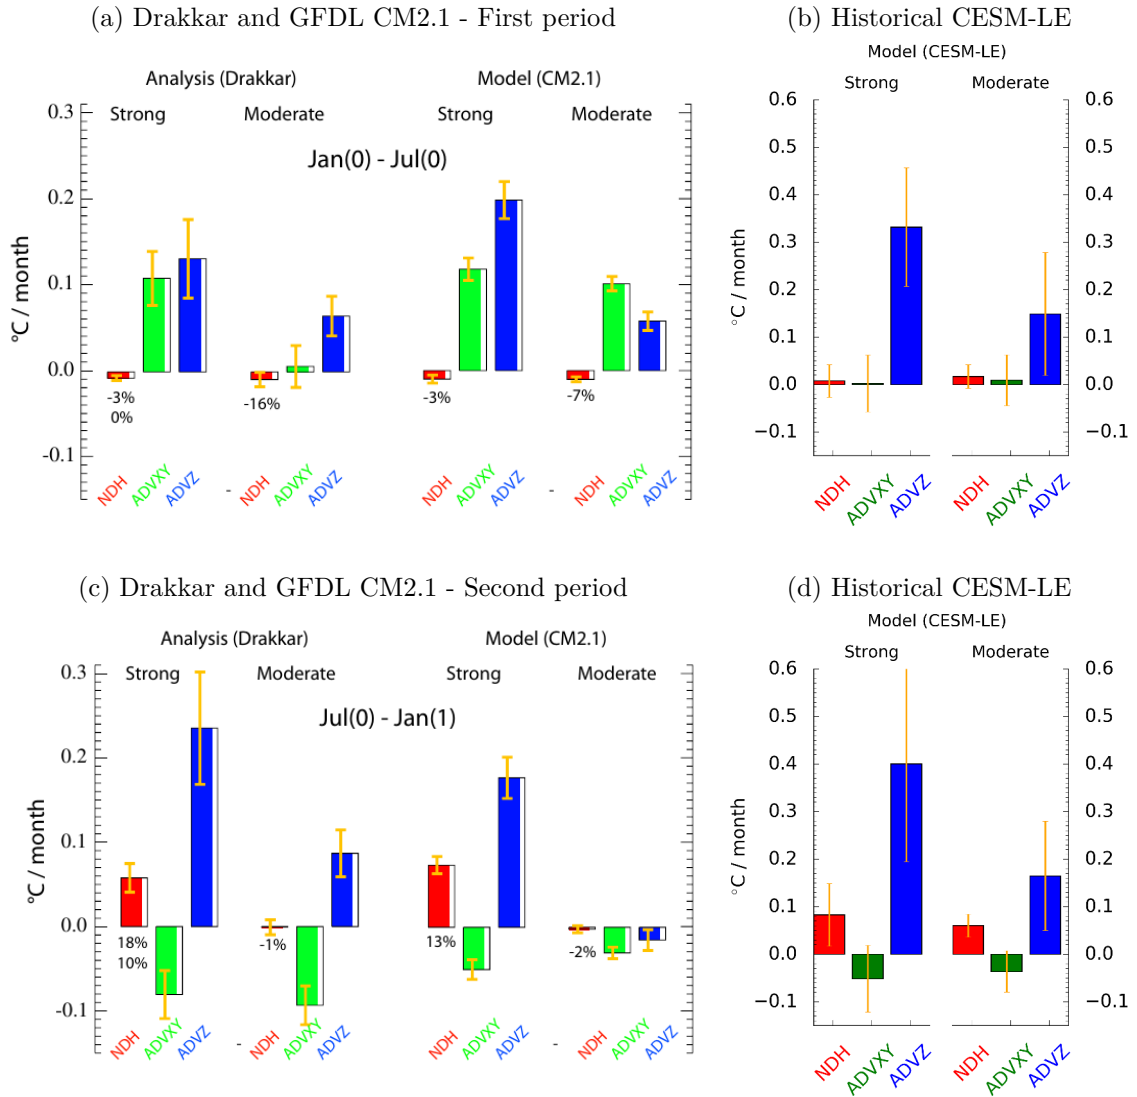 (a) Drakkar and GFDL CM2.1 - First period
Analysis (Drakkar)
Model (CM2.1)
Strong
Moderate
Strong
Moderate
Jan(0) - Jul(0)
0.3
0.2
0.1
0.0
-0.1
°C / month
-3%
0%
-16%
-3%
-7%
NDH
ADVXY
ADVZ
-
NDH
ADVXY
ADVZ
NDH
ADVXY
ADVZ
-
NDH
ADVXY
ADVZ
(b) Historical CESM-LE
Model (CESM-LE)
Strong
Moderate
0.6
0.5
0.4
0.3
0.2
0.1
0.0
−0.1
°C / month
0.6
0.5
0.4
0.3
0.2
0.1
0.0
−0.1
NDH
ADVXY
ADVZ
NDH
ADVXY
ADVZ
(c) Drakkar and GFDL CM2.1 - Second period
Analysis (Drakkar)
Model (CM2.1)
Strong
Moderate
Strong
Moderate
Jul(0) - Jan(1)
0.3
0.2
0.1
0.0
-0.1
°C / month
18%
10%
-1%
13%
-2%
NDH
ADVXY
ADVZ
-
NDH
ADVXY
ADVZ
NDH
ADVXY
ADVZ
-
NDH
ADVXY
ADVZ
(d) Historical CESM-LE
Model (CESM-LE)
Strong
Moderate
0.6
0.5
0.4
0.3
0.2
0.1
0.0
−0.1
°C / month
0.6
0.5
0.4
0.3
0.2
0.1
0.0
−0.1
NDH
ADVXY
ADVZ
NDH
ADVXY
ADVZ